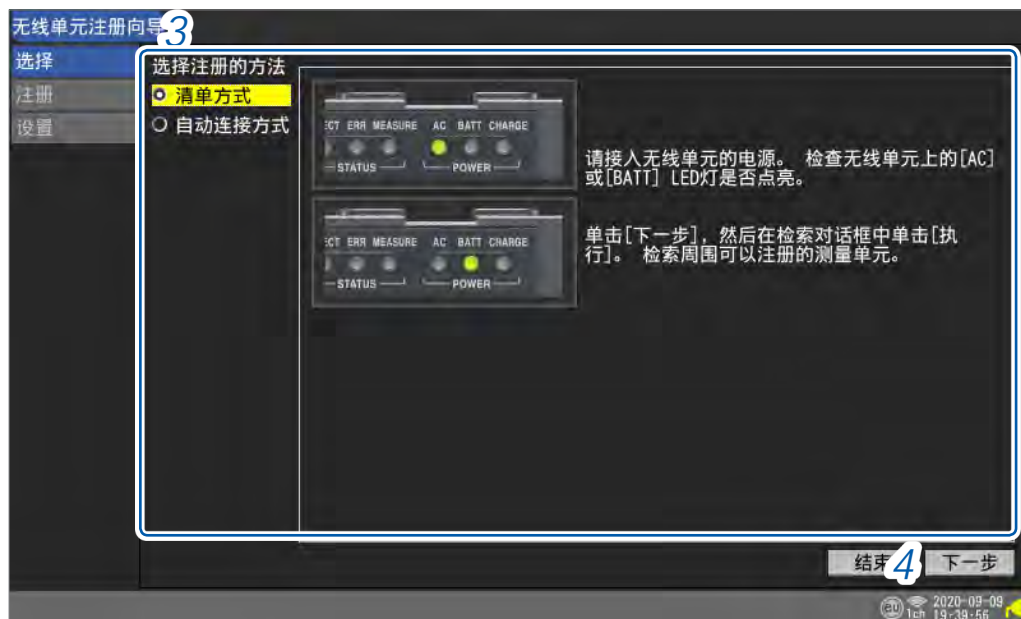 无线单元注册向导
3
选择
注册
设置
选择注册的方法
清单方式
自动连接方式
ECT ERR MEASURE AC BATT CHARGE
STATUS POWER
请接入无线单元的电源。 检查无线单元上的[AC]
或[BATT] LED灯是否点亮。
ECT ERR MEASURE AC BATT CHARGE
STATUS POWER
单击[下一步], 然后在检索对话框中单击[执
行]。 检索周围可以注册的测量单元。
结束
4
下一步
eu
1ch
2020-09-09
19:39:56